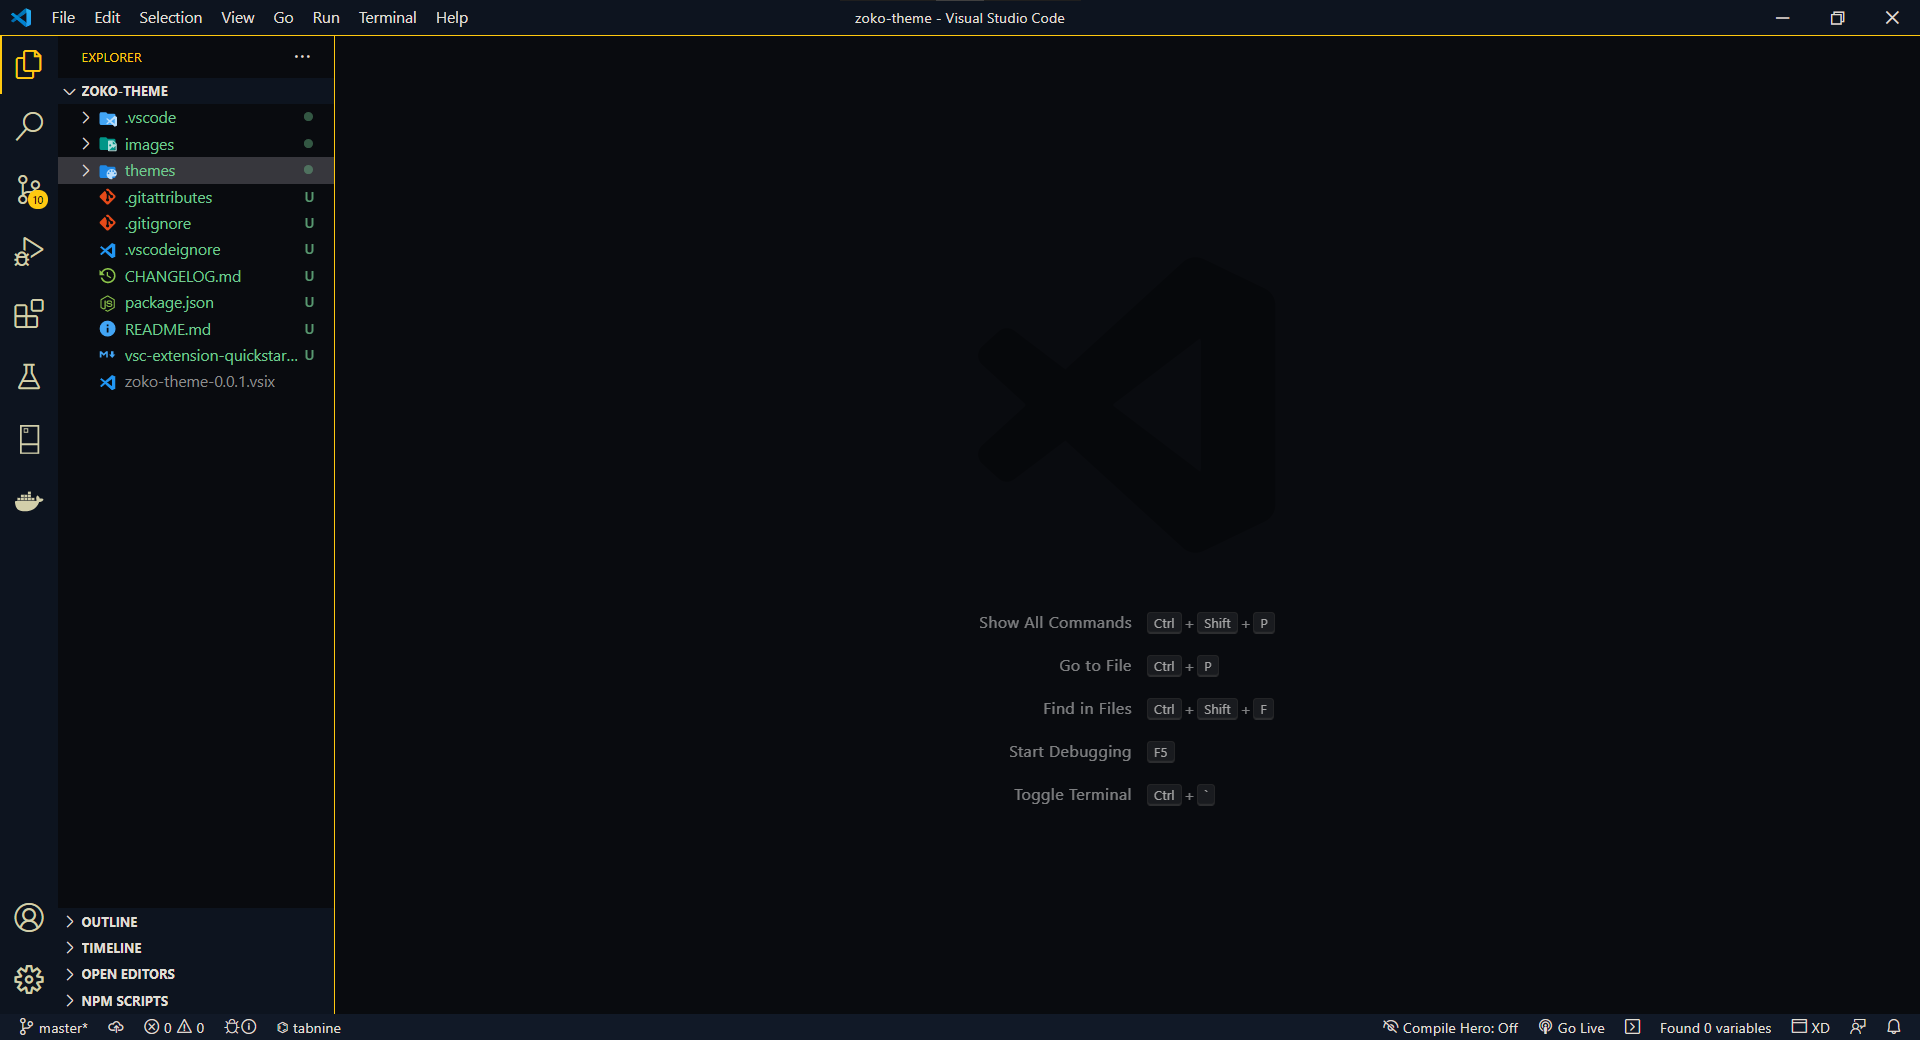 File Edit Selection View Go Run Terminal Help
zoko-theme - Visual Studio Code
EXPLORER
ZOKO-THEME
.vscode
images
themes
.gitattributes U
.gitignore U
.vscodeignore U
CHANGELOG.md U
package.json U
README.md U
vsc-extension-quickstar... U
zoko-theme-0.0.1.vsix
10
Show All Commands Ctrl + Shift + P
Go to File Ctrl + P
Find in Files Ctrl + Shift + F
Start Debugging F5
Toggle Terminal Ctrl + `
OUTLINE
TIMELINE
OPEN EDITORS
NPM SCRIPTS
master* 0 0 tabnine Compile Hero: Off Go Live Found 0 variables XD